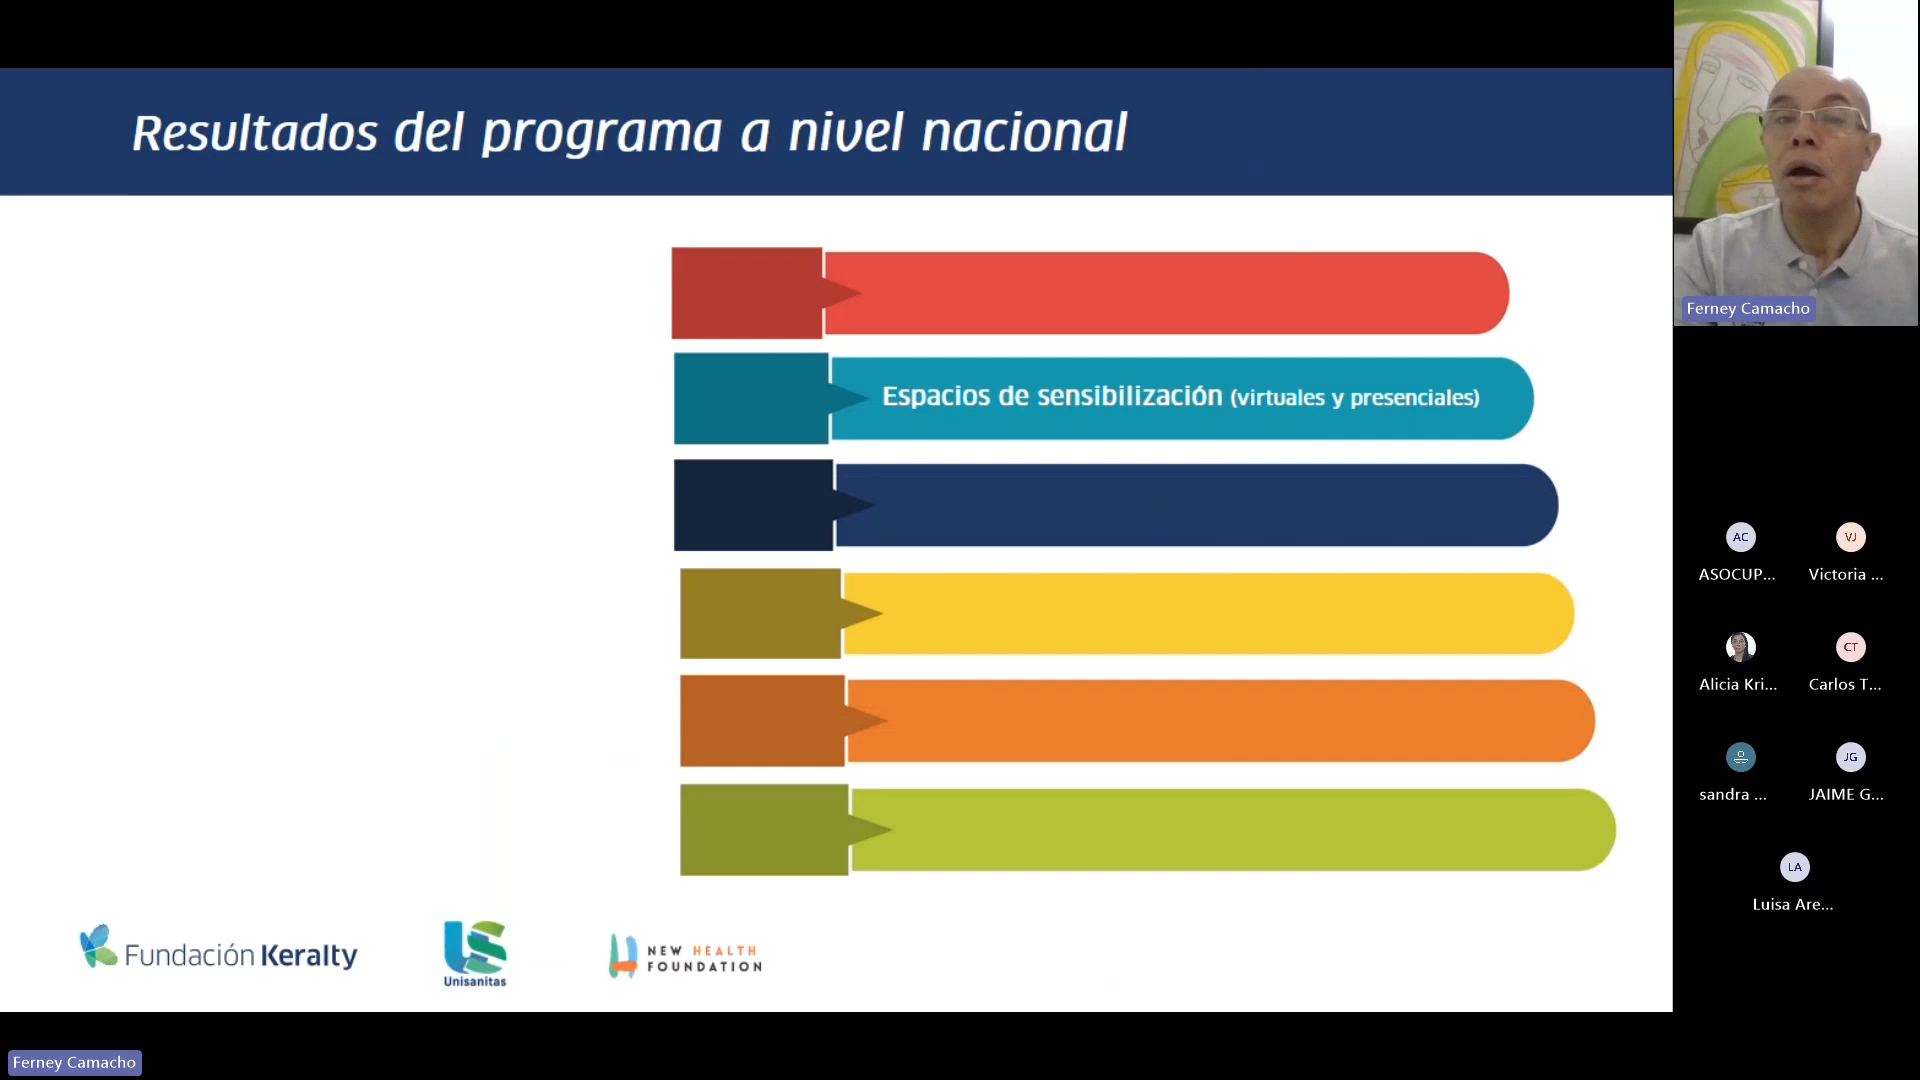 Resultados del programa a nivel nacional
Espacios de sensibilización (virtuales y presenciales)
Fundación Keralty
Unisanitas
NEW HEALTH
FOUNDATION
Ferney Camacho
AC
ASOCUP...
VJ
Victoria ...
Alicia Kri...
CT
Carlos T...
sandra ...
JG
JAIME G...
LA
Luisa Are...
Ferney Camacho